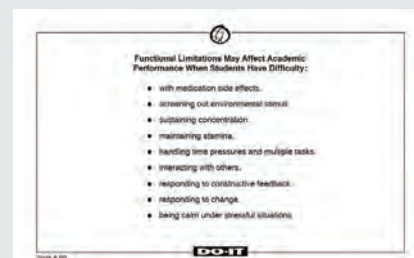 Functional Limitations May Affect Academic
Performance When Students Have Difficulty:
• with medication side effects.
• screening out environmental stimuli.
• sustaining concentration.
• maintaining stamina.
• handling time pressures and multiple tasks.
• interacting with others.
• responding to constructive feedback.
• responding to change.
• being calm under stressful situations.
DO-IT